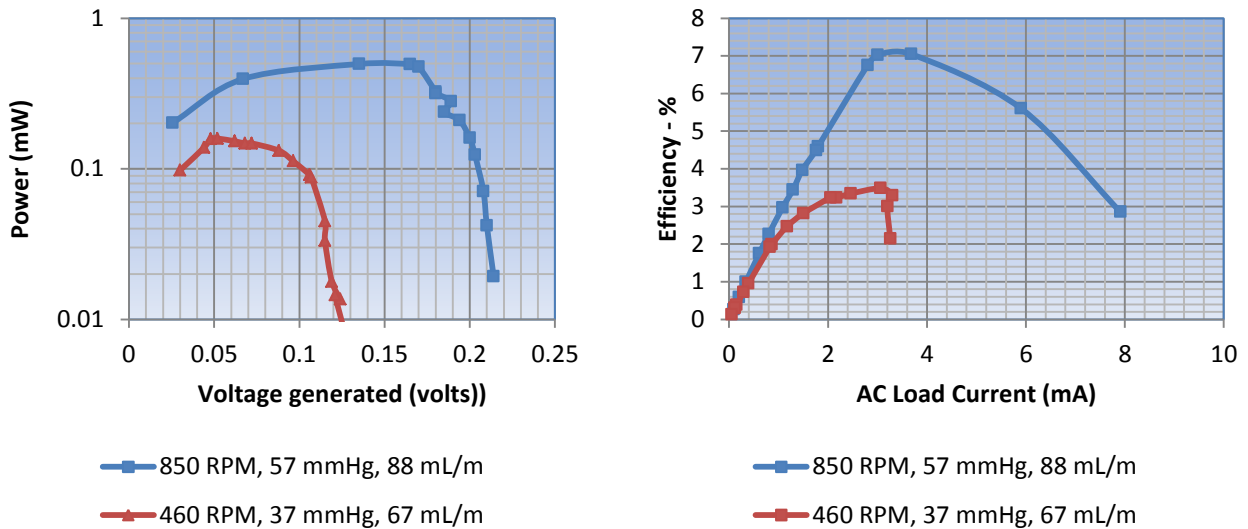 1
0.1
0.01
Power (mW)
0 0.05 0.1 0.15 0.2 0.25
Voltage generated (volts))
850 RPM, 57 mmHg, 88 mL/m
460 RPM, 37 mmHg, 67 mL/m
8
7
6
5
4
3
2
1
0
Efficiency - %
0 2 4 6 8 10
AC Load Current (mA)
850 RPM, 57 mmHg, 88 mL/m
460 RPM, 37 mmHg, 67 mL/m